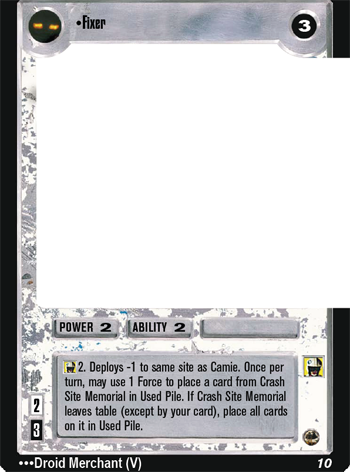 •Fixer
3
POWER 2 ABILITY 2
2. Deploys -1 to same site as Camie. Once per
turn, may use 1 Force to place a card from Crash
Site Memorial in Used Pile. If Crash Site Memorial
leaves table (except by your card), place all cards
on it in Used Pile.
2
3
•••Droid Merchant (V) 10